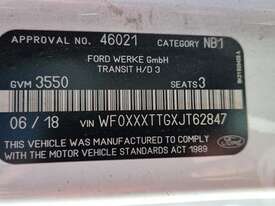 APPROVAL NO. 46021 CATEGORY NB1
FORD WERKE GMBH
TRANSIT H/D 3
GVM 3550 SEATS 3
06 / 18 VIN WF0XXXTTGXJT62847
THIS VEHICLE WAS MANUFACTURED TO COMPLY WITH
THE MOTOR VEHICLE STANDARDS ACT 1989
Ford